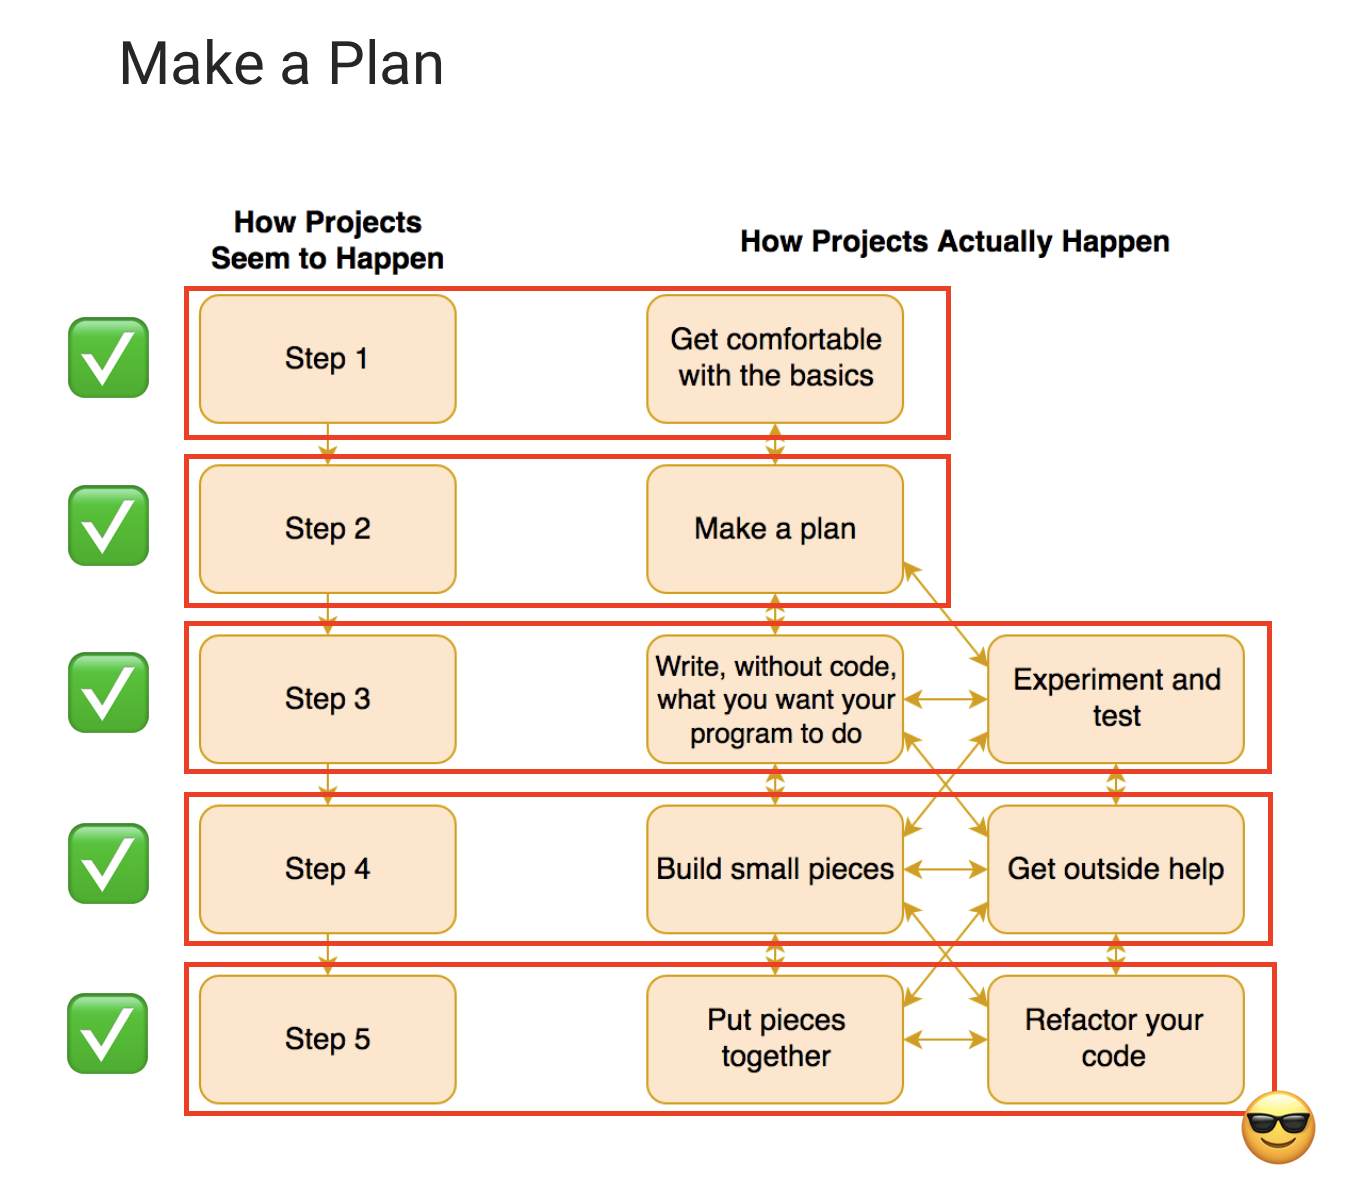 Make a Plan
How Projects
Seem to Happen
How Projects Actually Happen
Step 1
Get comfortable
with the basics
Step 2
Make a plan
Step 3
Write, without code,
what you want your
program to do
Experiment and
test
Step 4
Build small pieces
Get outside help
Step 5
Put pieces
together
Refactor your
code